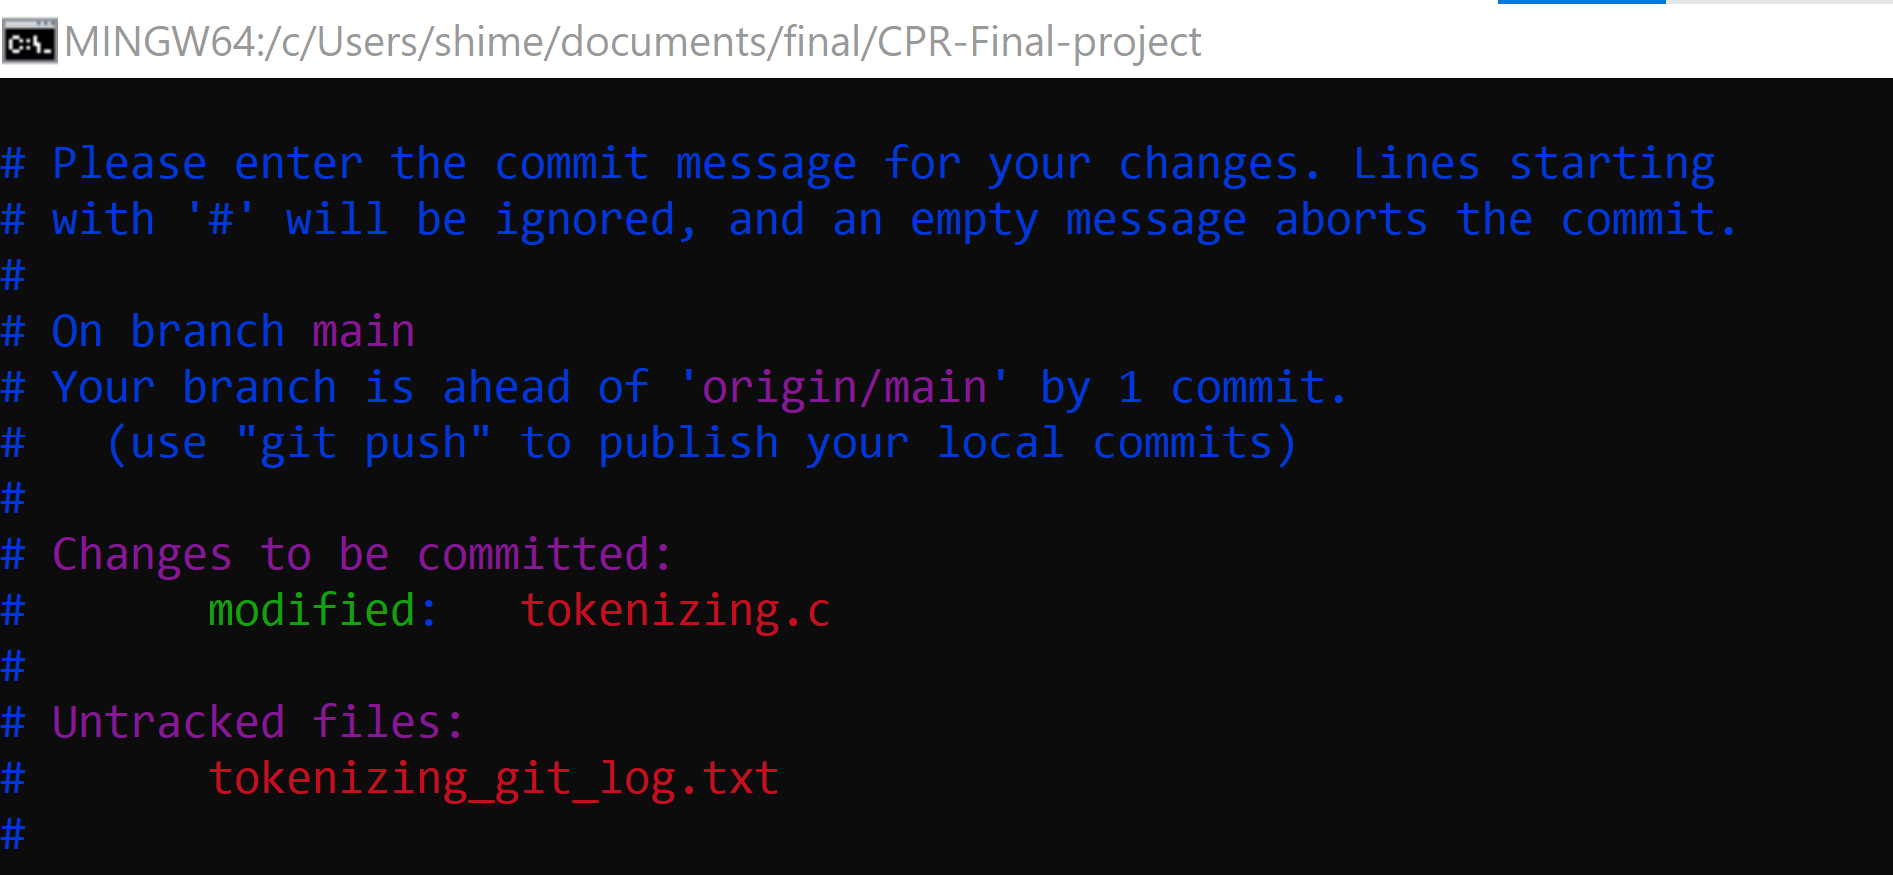 C:\_ MINGW64:/c/Users/shime/documents/final/CPR-Final-project
# Please enter the commit message for your changes. Lines starting
# with '#' will be ignored, and an empty message aborts the commit.
#
# On branch main
# Your branch is ahead of 'origin/main' by 1 commit.
#   (use "git push" to publish your local commits)
#
# Changes to be committed:
#       modified:   tokenizing.c
#
# Untracked files:
#       tokenizing_git_log.txt
#